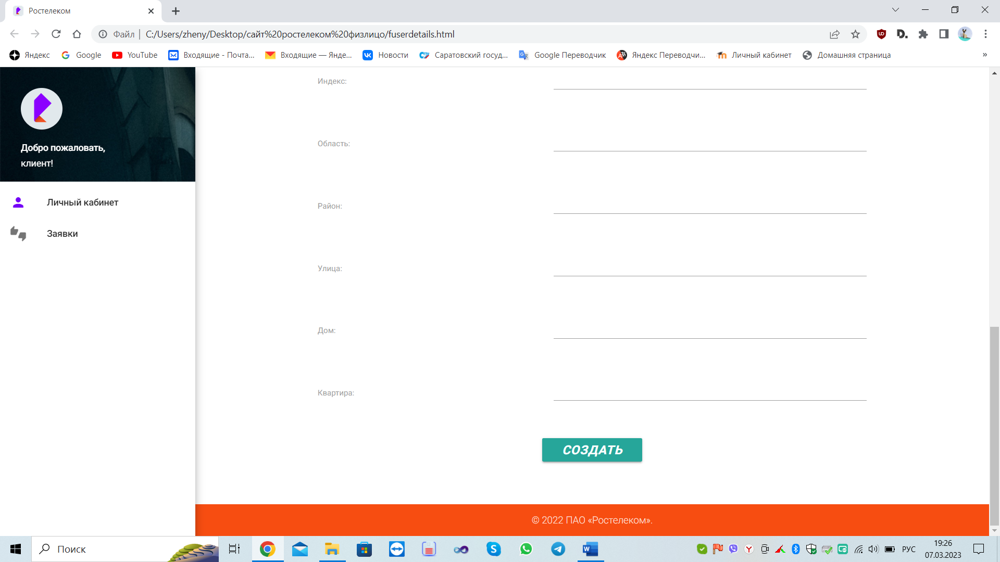 Ростелеком
Файл | C:/Users/zheny/Desktop/сайт%20ростелеком%20физлицо/fuserdetails.html
Яндекс Google YouTube Входящие - Почта... Входящие — Янде... Новости Саратовский госуд... Google Переводчик Яндекс Переводчи... Личный кабинет Домашняя страница »
Добро пожаловать,
клиент!
Личный кабинет
Заявки
Индекс:
Область:
Район:
Улица:
Дом:
Квартира:
СОЗДАТЬ
© 2022 ПАО «Ростелеком».
Поиск
РУС
19:26
07.03.2023